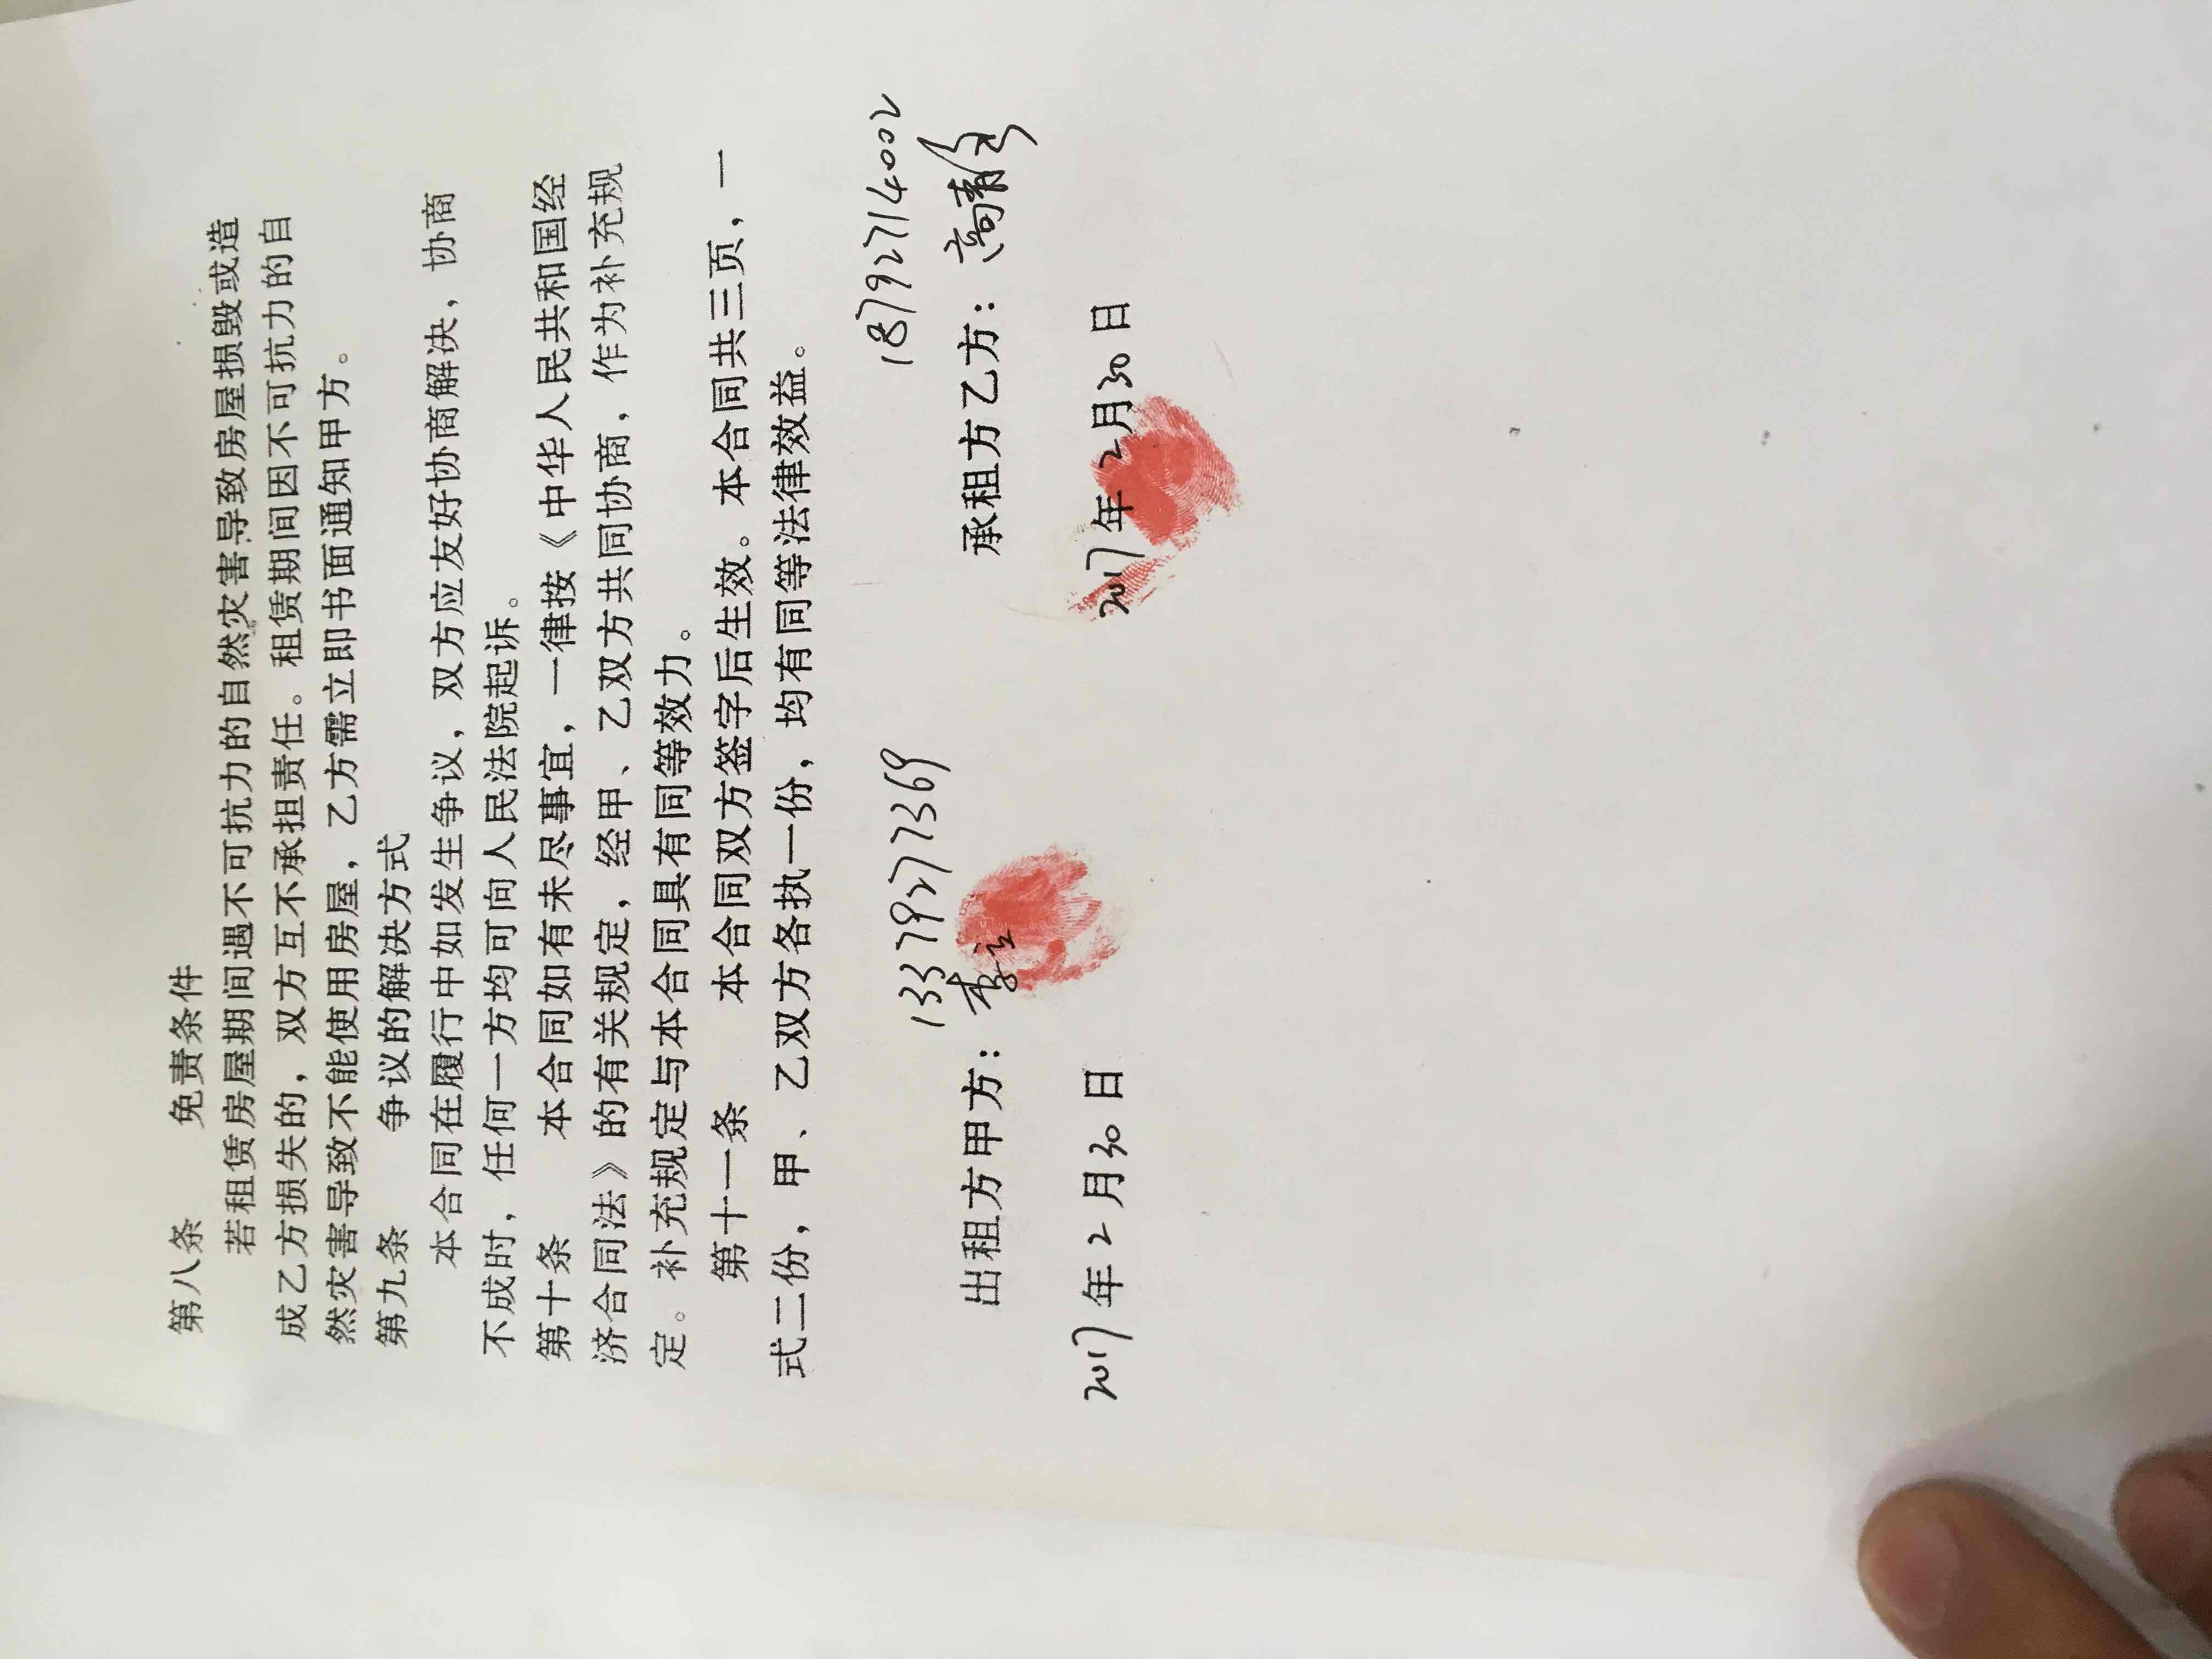 第八条 免责条件
若租赁房屋期间遇不可抗力的自然灾害导致房屋损毁或造
成乙方损失的，双方互不承担责任。租赁期间因不可抗力的自
然灾害导致不能使用房屋，乙方需立即书面通知甲方。
第九条 争议的解决方式
本合同在履行中如发生争议，双方应友好协商解决，协商
不成时，任何一方均可向人民法院起诉。
第十条 本合同如有未尽事宜，一律按《中华人民共和国经
济合同法》的有关规定，经甲、乙双方共同协商，作为补充规
定。补充规定与本合同具有同等效力。
第十一条 本合同双方签字后生效。本合同共三页，一
式二份，甲、乙双方各执一份，均有同等法律效益。
13379277369 18792714002
出租方甲方：李立 承租方乙方：高青
2017年2月30日 2017年2月30日